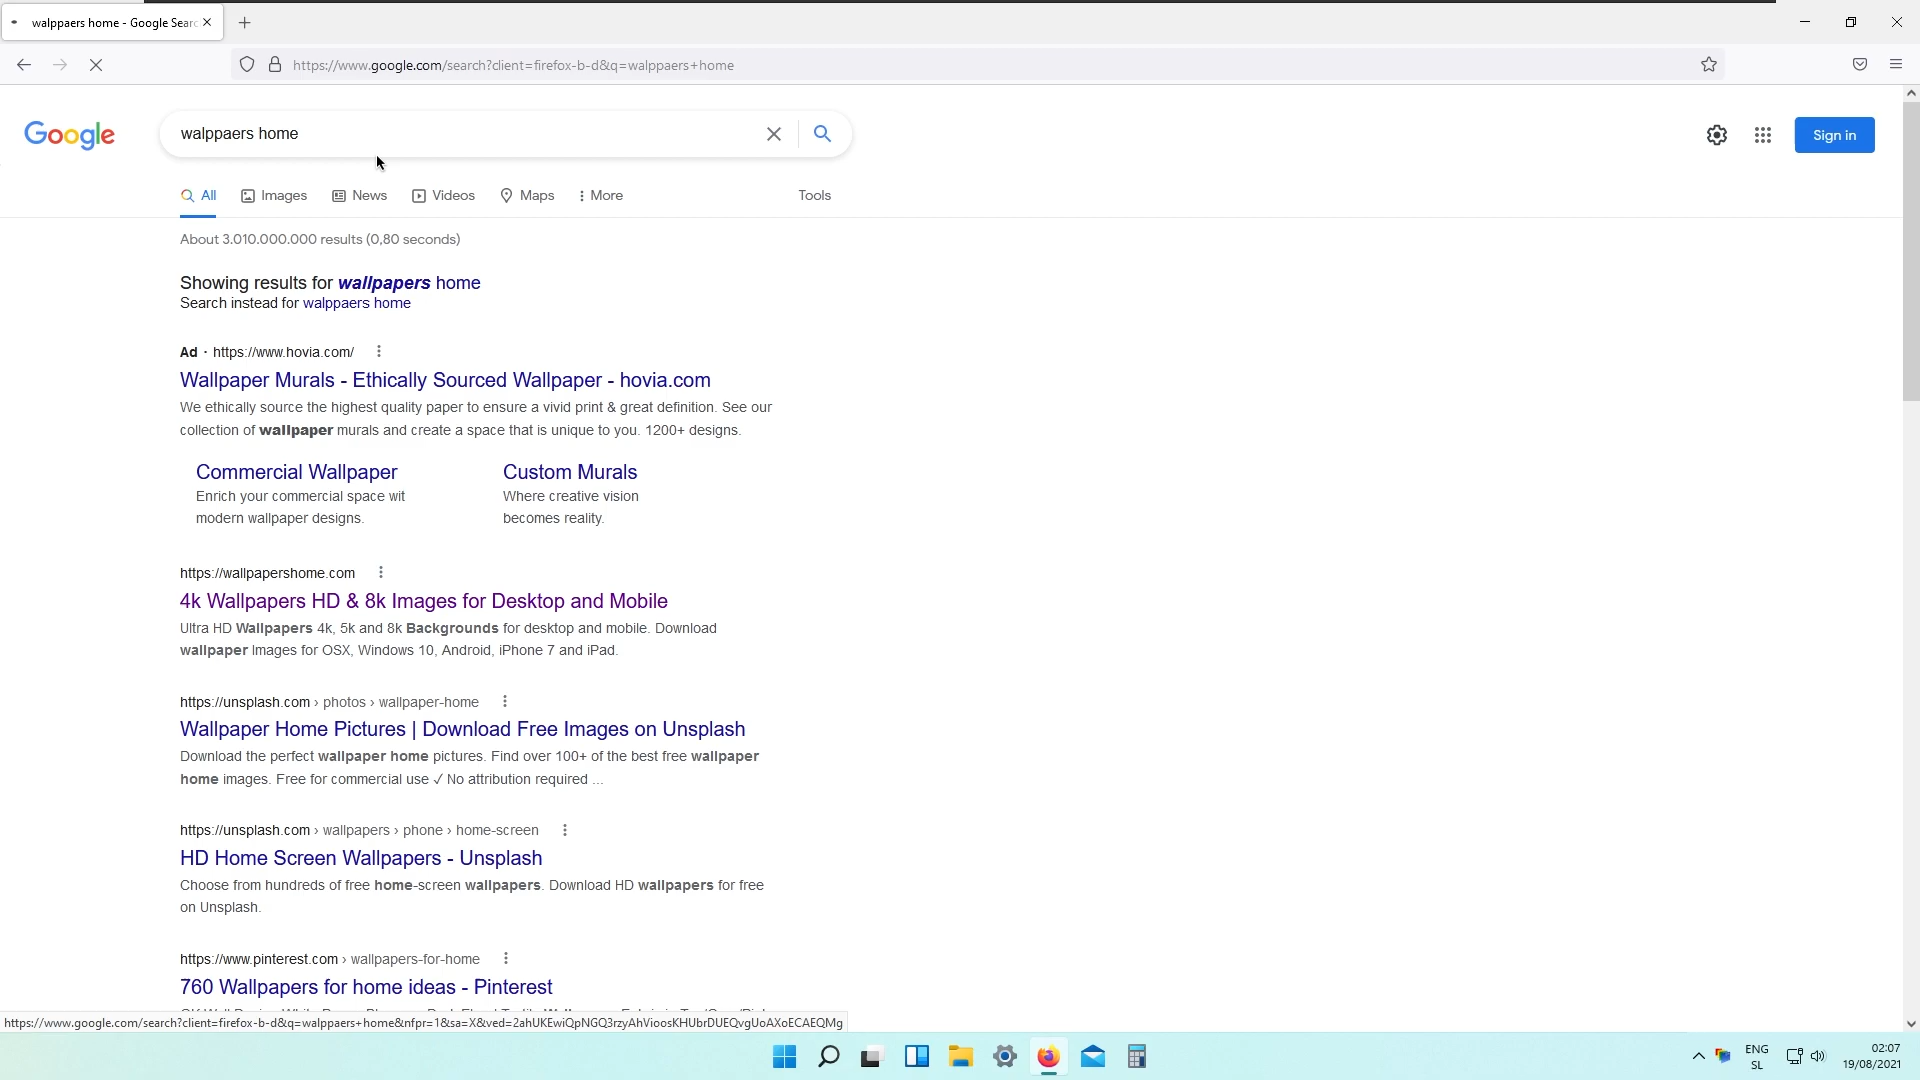 walppaers home - Google Sear
https://www.google.com/search?client=firefox-b-d&q=walppaers+home
Google
walppaers home
Sign in
All
Images
News
Videos
Maps
More
Tools
About 3.010.000.000 results (0,80 seconds)
Showing results for wallpapers home
Search instead for walppaers home
Ad · https://www.hovia.com/
Wallpaper Murals - Ethically Sourced Wallpaper - hovia.com
We ethically source the highest quality paper to ensure a vivid print & great definition. See our
collection of wallpaper murals and create a space that is unique to you. 1200+ designs.
Commercial Wallpaper
Enrich your commercial space wit
modern wallpaper designs.
Custom Murals
Where creative vision
becomes reality.
https://wallpapershome.com
4k Wallpapers HD & 8k Images for Desktop and Mobile
Ultra HD Wallpapers 4k, 5k and 8k Backgrounds for desktop and mobile. Download
wallpaper Images for OSX, Windows 10, Android, iPhone 7 and iPad.
https://unsplash.com › photos › wallpaper-home
Wallpaper Home Pictures | Download Free Images on Unsplash
Download the perfect wallpaper home pictures. Find over 100+ of the best free wallpaper
home images. Free for commercial use ✓ No attribution required ...
https://unsplash.com › wallpapers › phone › home-screen
HD Home Screen Wallpapers - Unsplash
Choose from hundreds of free home-screen wallpapers. Download HD wallpapers for free
on Unsplash.
https://www.pinterest.com › wallpapers-for-home
760 Wallpapers for home ideas - Pinterest
https://www.google.com/search?client=firefox-b-d&q=walppaers+home&nfpr=1&sa=X&ved=2ahUKEwiQpNGQ3rzyAhVioosKHUbrDUEQvgUoAXoECAEQMg
ENG
SL
02:07
19/08/2021